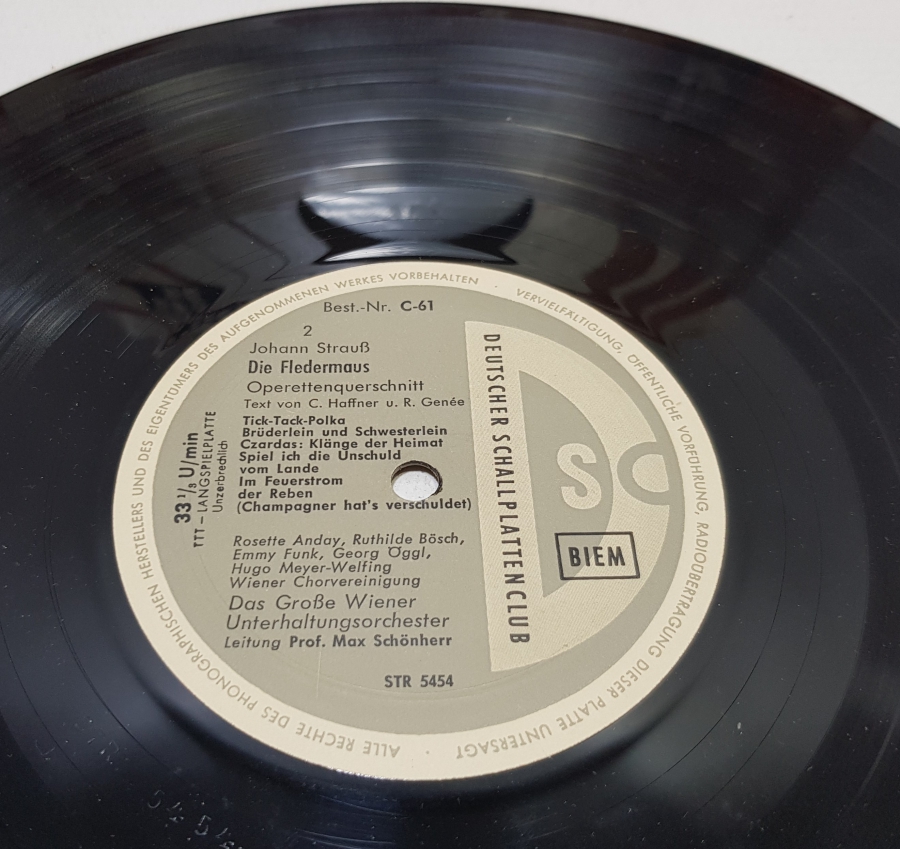 ALLE RECHTE DES PHONOGRAPHISCHEN HERSTELLERS UND DES EIGENTÜMERS DES AUFGENOMMENEN WERKES VORBEHALTEN · VERVIELFÄLTIGUNG, ÖFFENTLICHE VORFÜHRUNG, RADIOÜBERTRAGUNG DIESER PLATTE UNTERSAGT ·
Best.-Nr. C-61
2
Johann Strauß
Die Fledermaus
Operettenquerschnitt
Text von C. Haffner u. R. Genée
Tick-Tack-Polka
Brüderlein und Schwesterlein
Czardas: Klänge der Heimat
Spiel ich die Unschuld
vom Lande
Im Feuerstrom
der Reben
(Champagner hat's verschuldet)
33 1/3 U/min
TTT – LANGSPIELPLATTE
Unzerbrechlich
Rosette Anday, Ruthilde Bösch,
Emmy Funk, Georg Öggl,
Hugo Meyer-Welfing
Wiener Chorvereinigung
Das Große Wiener
Unterhaltungsorchester
Leitung Prof. Max Schönherr
STR 5454
DEUTSCHER SCHALLPLATTENCLUB
D S C
BIEM